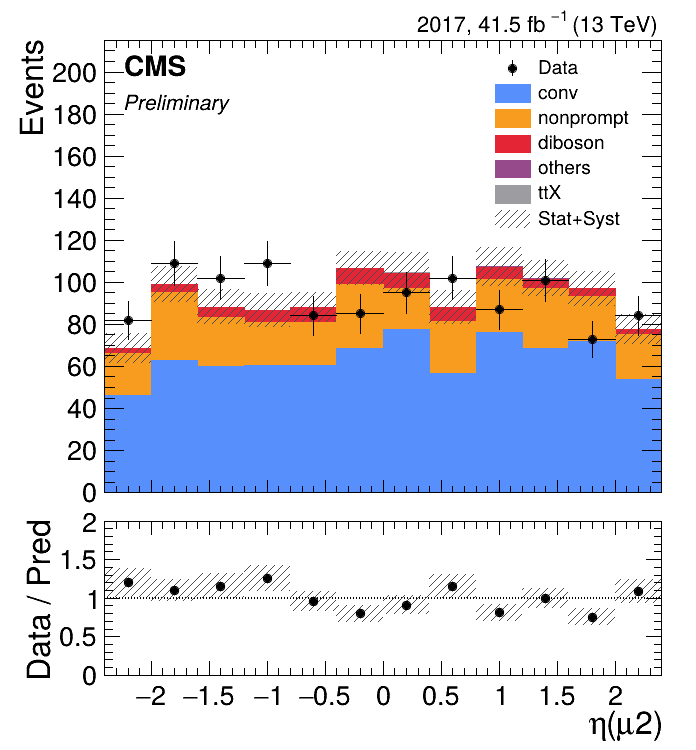 2017, 41.5 fb⁻¹ (13 TeV)
Events
CMS
Preliminary
Data
conv
nonprompt
diboson
others
ttX
Stat+Syst
200
180
160
140
120
100
80
60
40
20
0
Data / Pred
2
1.5
1
0.5
0
−2 −1.5 −1 −0.5 0 0.5 1 1.5 2
η(μ2)